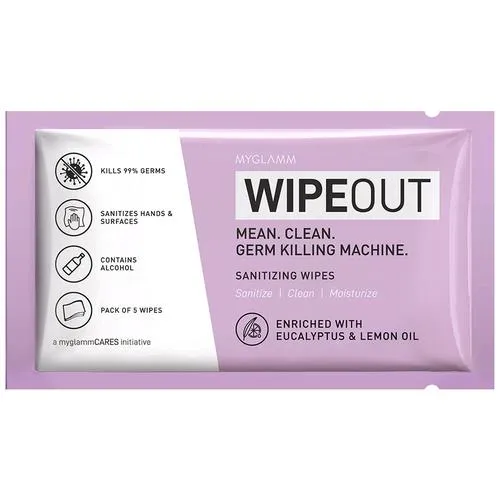 KILLS 99% GERMS
SANITIZES HANDS &
SURFACES
CONTAINS
ALCOHOL
PACK OF 5 WIPES
a myglammCARES initiative
MYGLAMM
WIPEOUT
MEAN. CLEAN.
GERM KILLING MACHINE.
SANITIZING WIPES
Sanitize | Clean | Moisturize
ENRICHED WITH
EUCALYPTUS & LEMON OIL